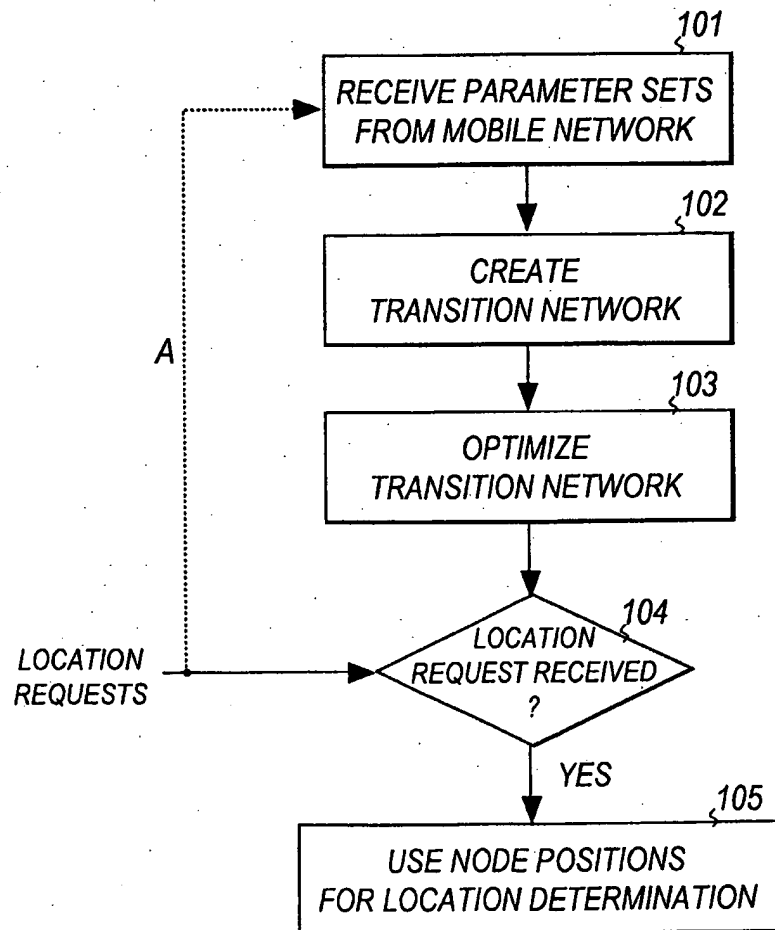 101
RECEIVE PARAMETER SETS
FROM MOBILE NETWORK
102
CREATE
TRANSITION NETWORK
A
103
OPTIMIZE
TRANSITION NETWORK
104
LOCATION
REQUEST RECEIVED
?
LOCATION
REQUESTS
YES
105
USE NODE POSITIONS
FOR LOCATION DETERMINATION